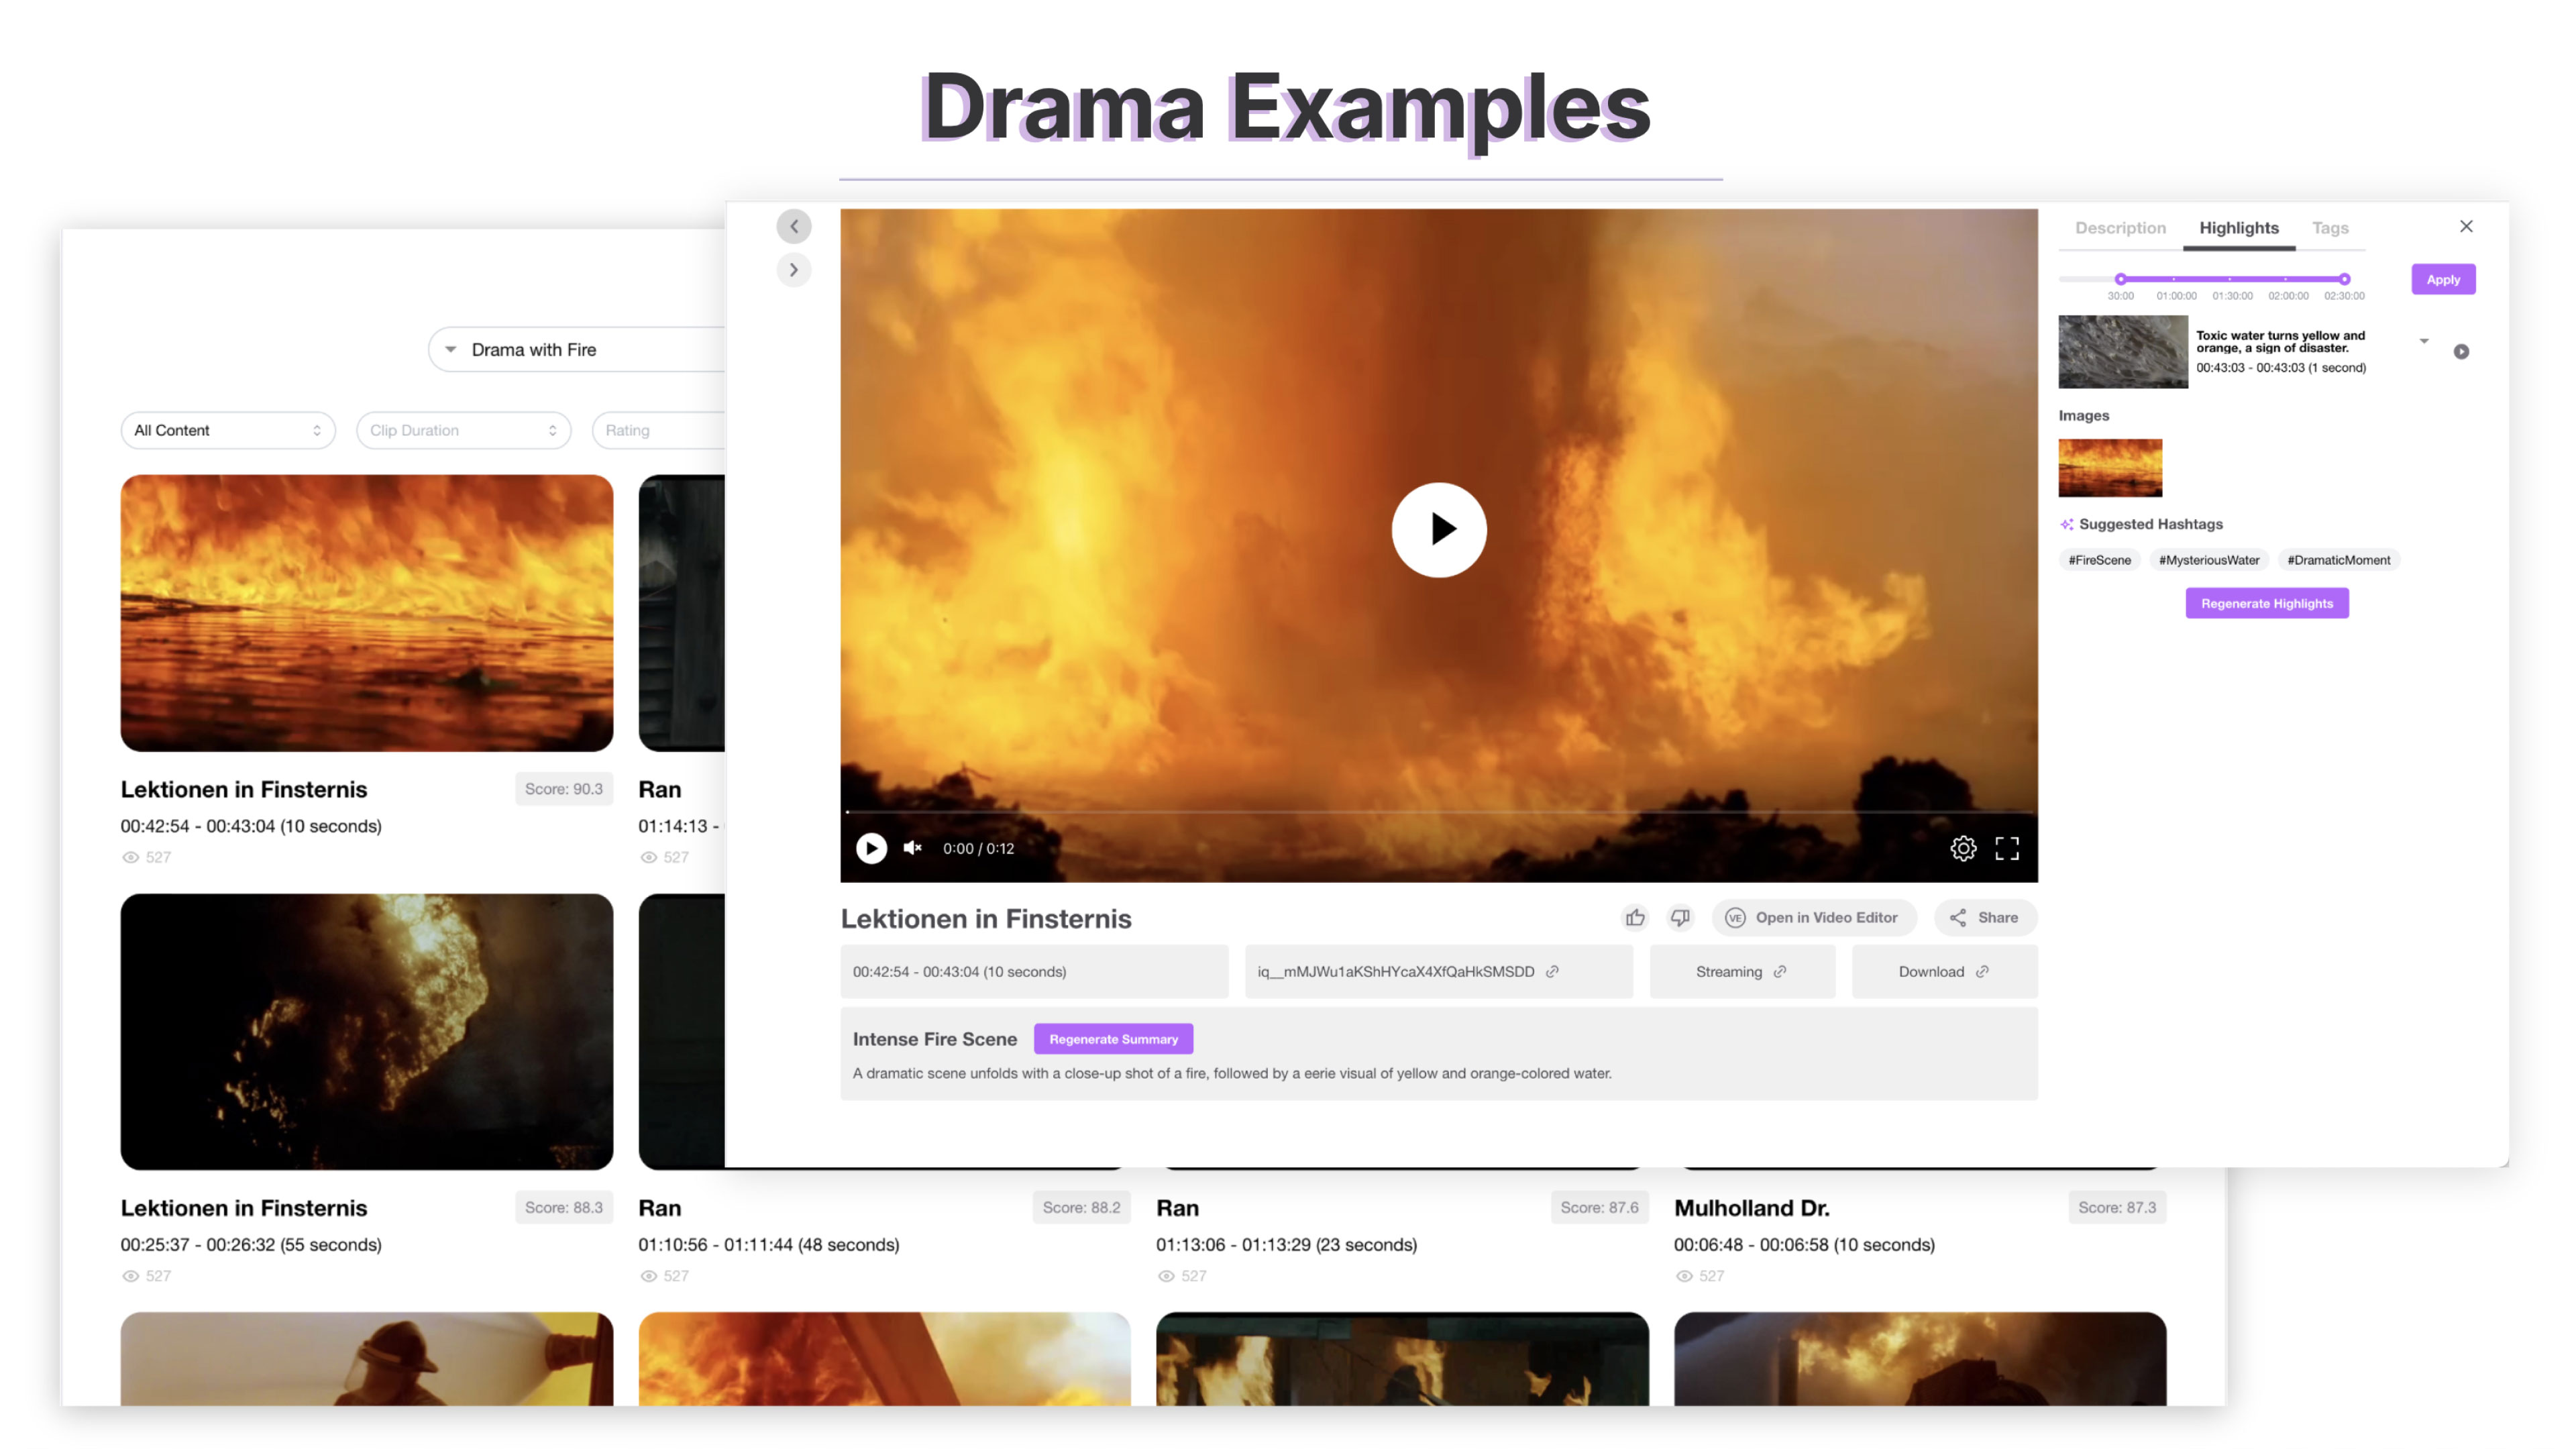 Drama Examples
Drama with Fire
All Content
Clip Duration
Rating
Lektionen in Finsternis
Score: 90.3
00:42:54 - 00:43:04 (10 seconds)
527
Ran
01:14:13 -
527
Lektionen in Finsternis
Score: 88.3
00:25:37 - 00:26:32 (55 seconds)
527
Ran
Score: 88.2
01:10:56 - 01:11:44 (48 seconds)
527
Ran
Score: 87.6
01:13:06 - 01:13:29 (23 seconds)
527
Mulholland Dr.
Score: 87.3
00:06:48 - 00:06:58 (10 seconds)
527
0:00 / 0:12
Lektionen in Finsternis
VE Open in Video Editor
Share
00:42:54 - 00:43:04 (10 seconds)
iq__mMJWu1aKShHYcaX4XfQaHkSMSDD
Streaming
Download
Intense Fire Scene
Regenerate Summary
A dramatic scene unfolds with a close-up shot of a fire, followed by a eerie visual of yellow and orange-colored water.
Description
Highlights
Tags
30:00 01:00:00 01:30:00 02:00:00 02:30:00
Apply
Toxic water turns yellow and
orange, a sign of disaster.
00:43:03 - 00:43:03 (1 second)
Images
Suggested Hashtags
#FireScene #MysteriousWater #DramaticMoment
Regenerate Highlights